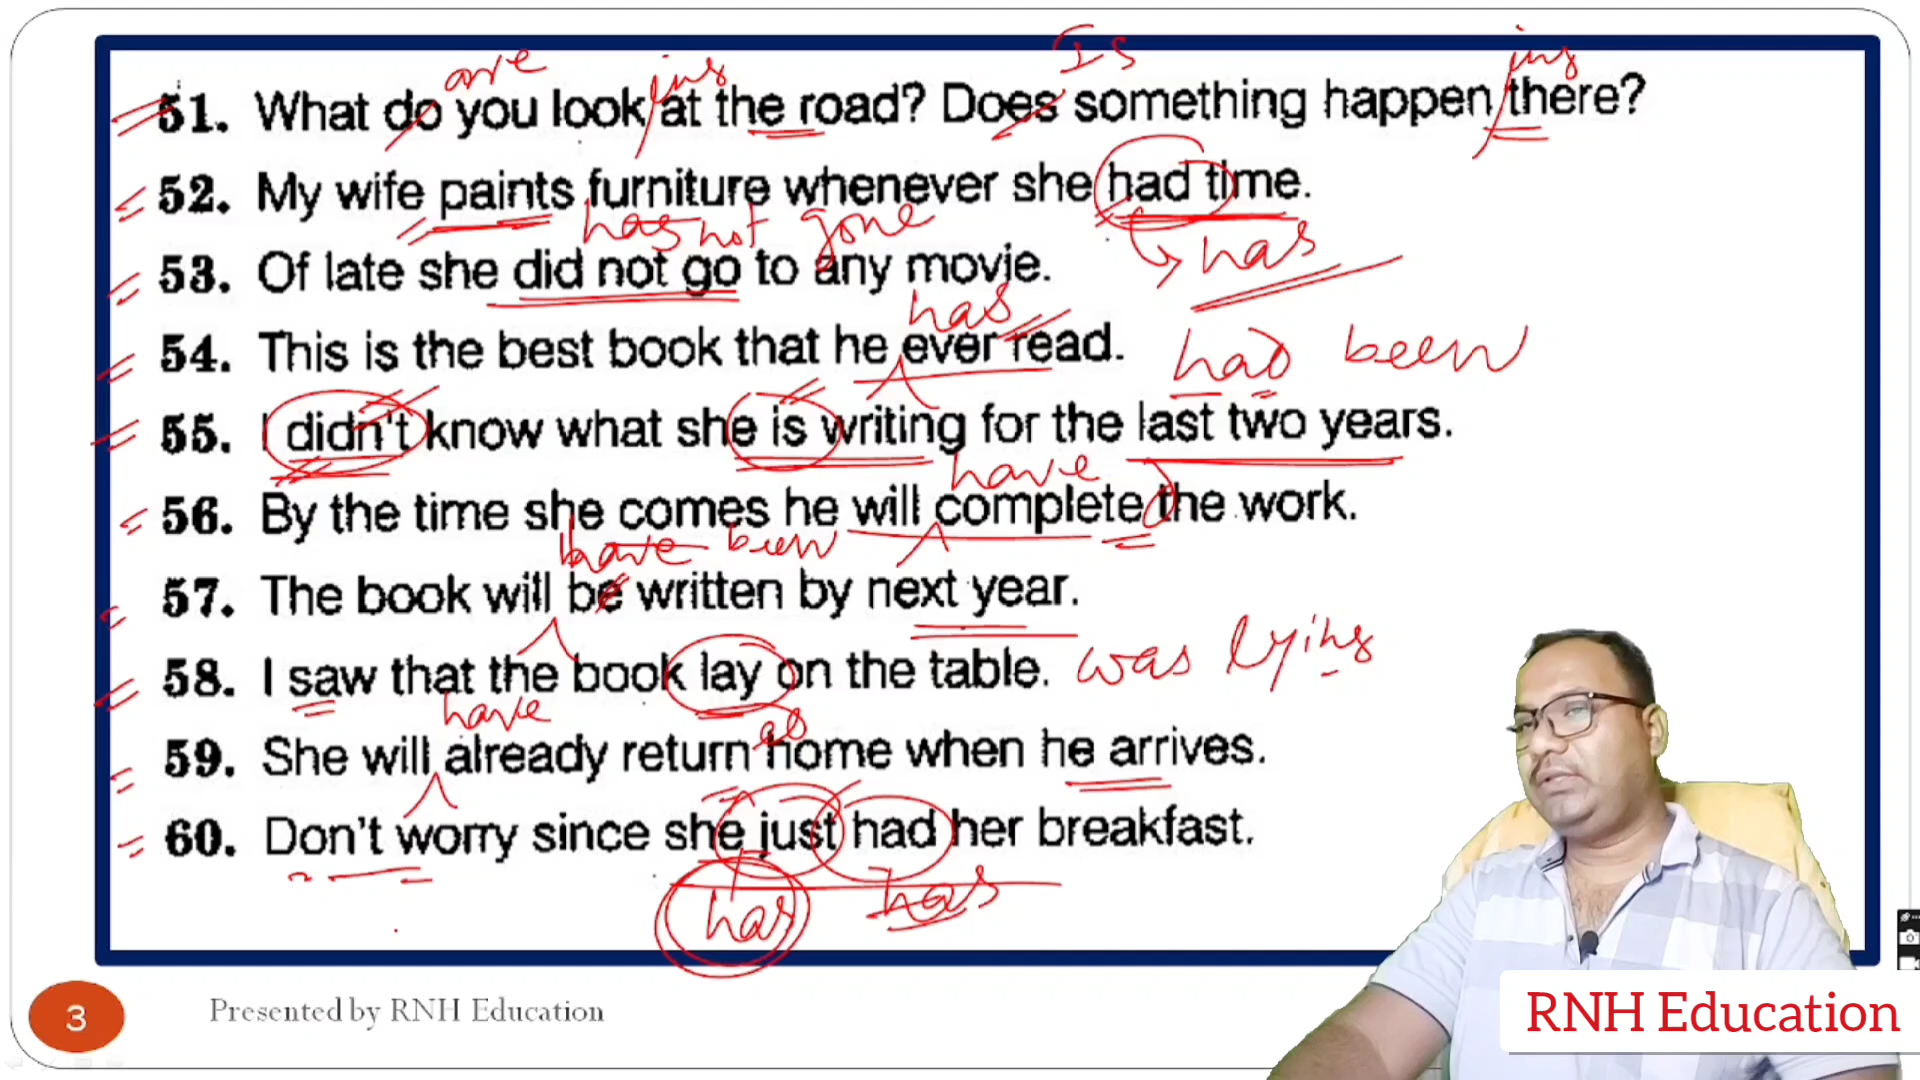 are ing Is ing
51. What do you look at the road? Does something happen there?
52. My wife paints furniture whenever she had time.
has not gone has
53. Of late she did not go to any movie.
has
54. This is the best book that he ever read. had been
55. I didn't know what she is writing for the last two years.
have d
56. By the time she comes he will complete the work.
have been
57. The book will be written by next year.
58. I saw that the book lay on the table. was lying
have ed
59. She will already return home when he arrives.
60. Don't worry since she just had her breakfast.
has has
3 Presented by RNH Education
RNH Education